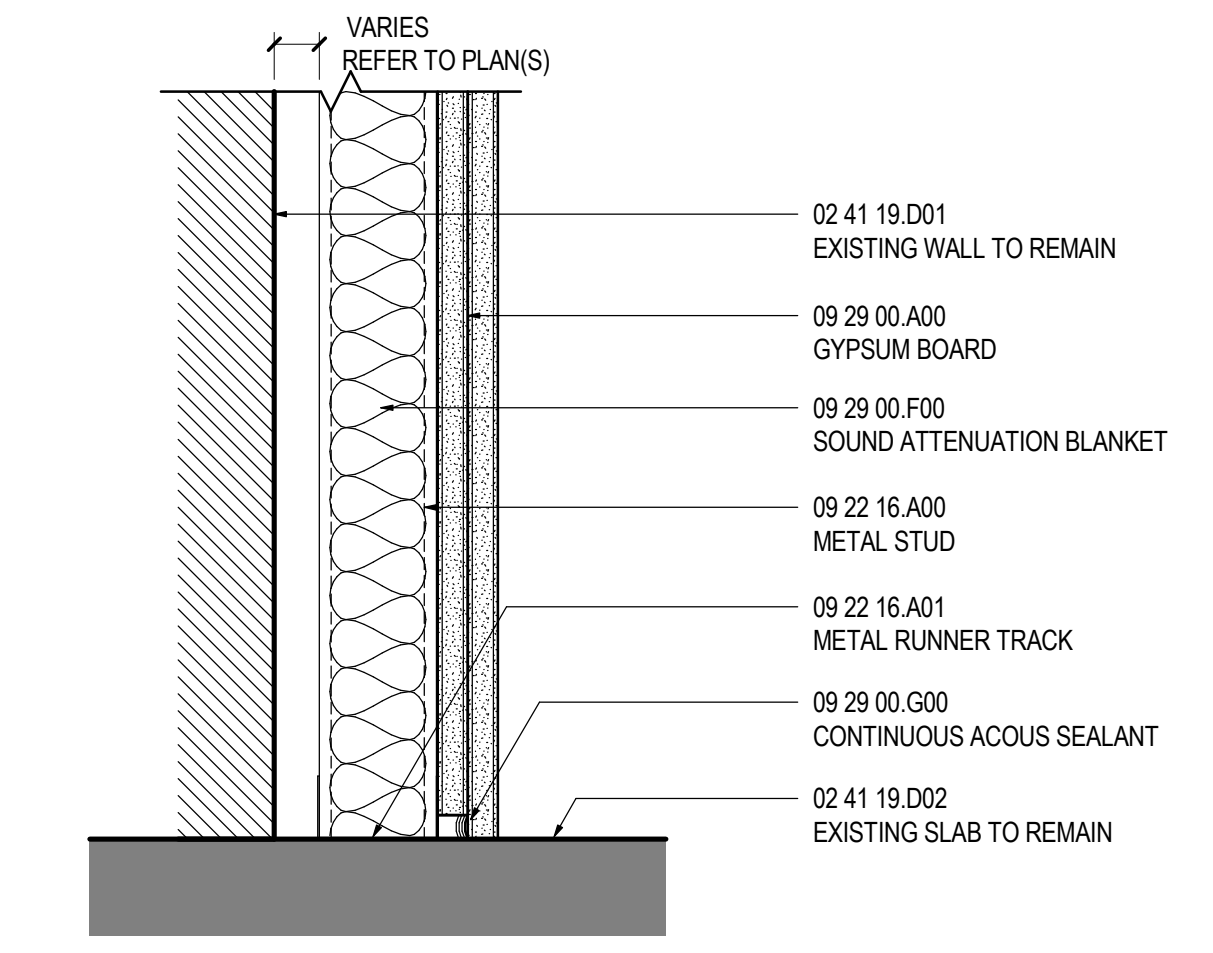 VARIES
REFER TO PLAN(S)
02 41 19.D01
EXISTING WALL TO REMAIN
09 29 00.A00
GYPSUM BOARD
09 29 00.F00
SOUND ATTENUATION BLANKET
09 22 16.A00
METAL STUD
09 22 16.A01
METAL RUNNER TRACK
09 29 00.G00
CONTINUOUS ACOUS SEALANT
02 41 19.D02
EXISTING SLAB TO REMAIN